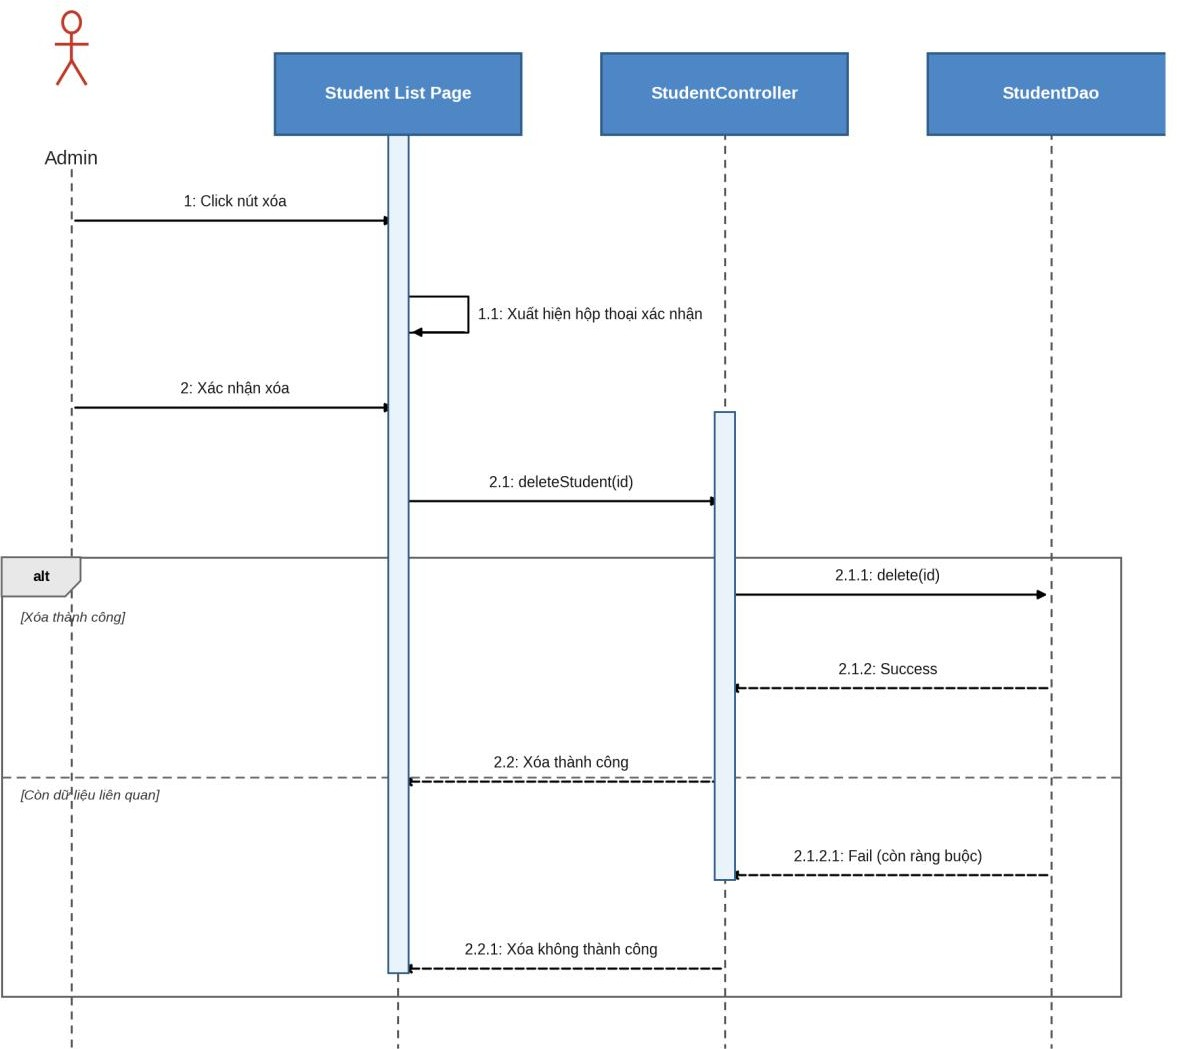 Student List Page
StudentController
StudentDao
Admin
1: Click nút xóa
1.1: Xuất hiện hộp thoại xác nhận
2: Xác nhận xóa
2.1: deleteStudent(id)
alt
2.1.1: delete(id)
[Xóa thành công]
2.1.2: Success
2.2: Xóa thành công
[Còn dữ liệu liên quan]
2.1.2.1: Fail (còn ràng buộc)
2.2.1: Xóa không thành công